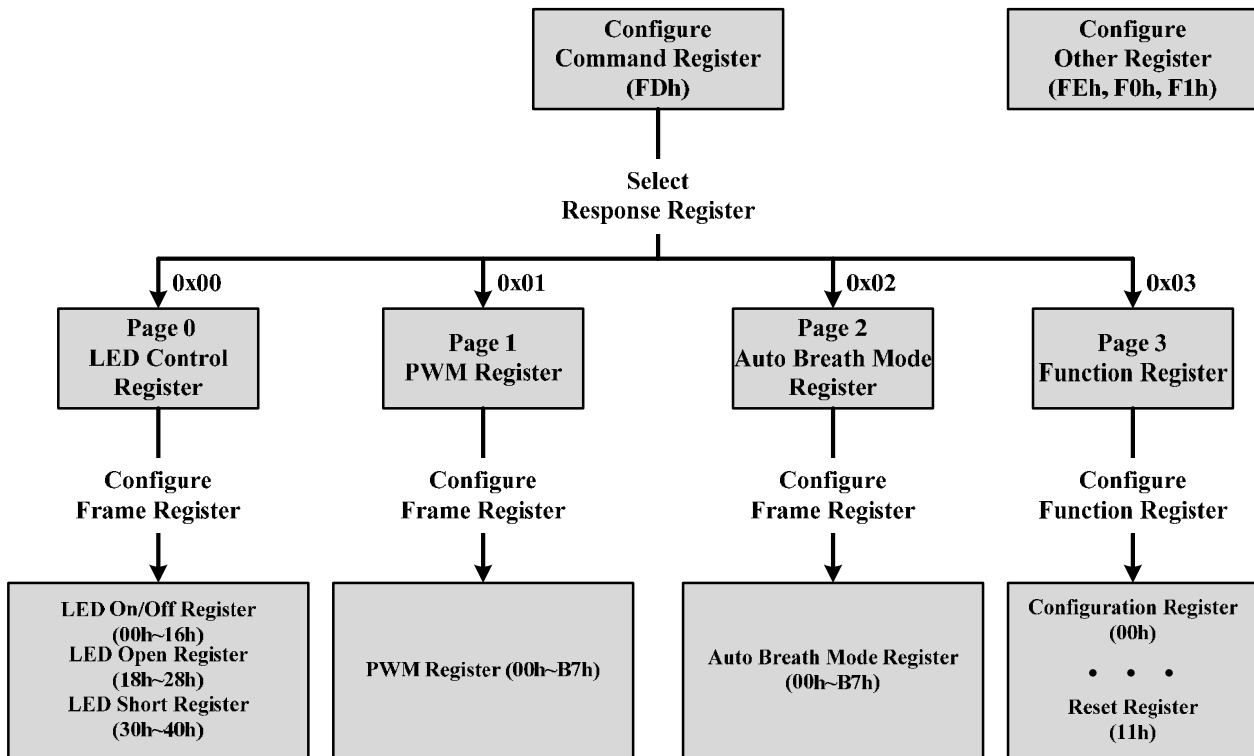 Configure
Command Register
(FDh)
Configure
Other Register
(FEh, F0h, F1h)
Select
Response Register
0x00
0x01
0x02
0x03
Page 0
LED Control
Register
Page 1
PWM Register
Page 2
Auto Breath Mode
Register
Page 3
Function Register
Configure
Frame Register
Configure
Frame Register
Configure
Frame Register
Configure
Function Register
LED On/Off Register
(00h~16h)
LED Open Register
(18h~28h)
LED Short Register
(30h~40h)
PWM Register (00h~B7h)
Auto Breath Mode Register
(00h~B7h)
Configuration Register
(00h)
• • •
Reset Register
(11h)